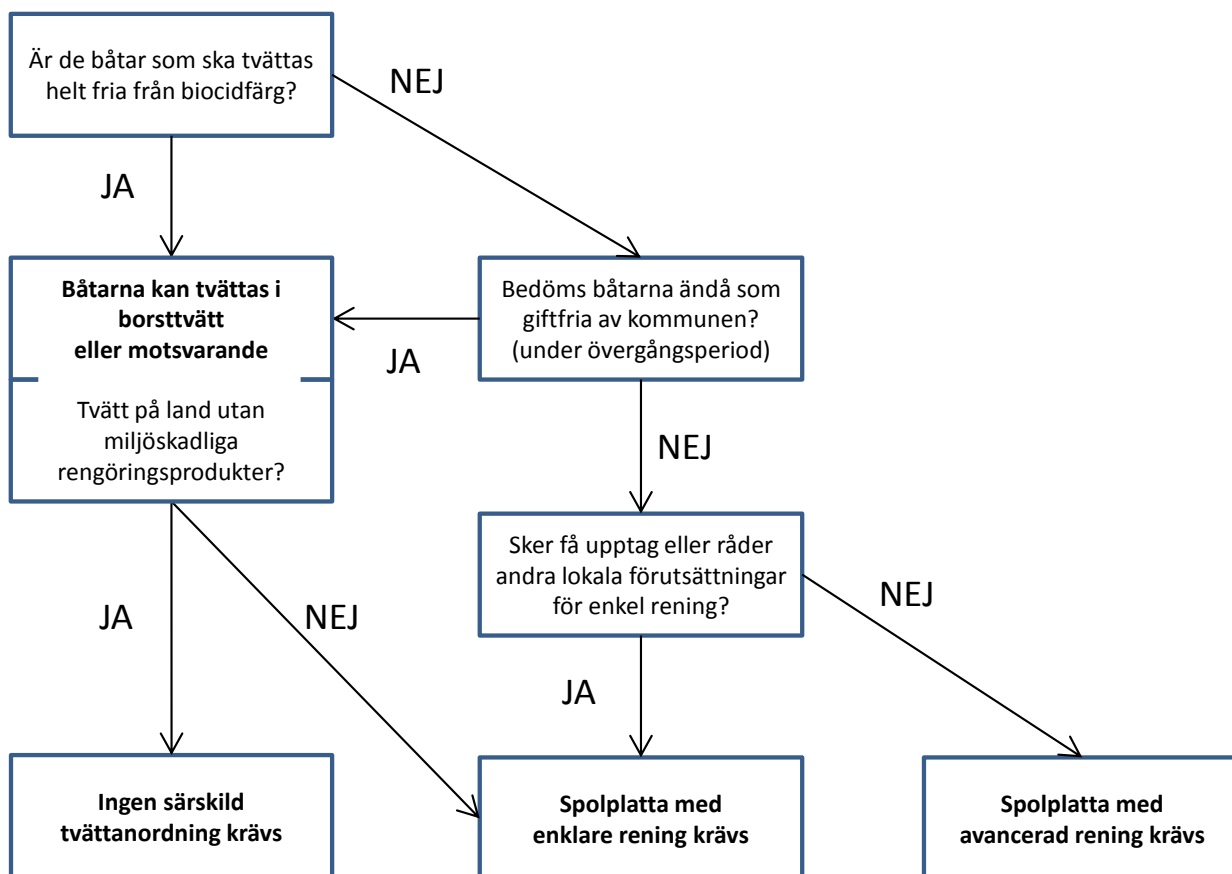 Är de båtar som ska tvättas
helt fria från biocidfärg?
NEJ
JA
Båtarna kan tvättas i
borsttvätt
eller motsvarande
Bedöms båtarna ändå som
giftfria av kommunen?
(under övergångsperiod)
JA
Tvätt på land utan
miljöskadliga
rengöringsprodukter?
NEJ
Sker få upptag eller råder
andra lokala förutsättningar
för enkel rening?
JA
NEJ
JA
NEJ
Ingen särskild
tvättanordning krävs
Spolplatta med
enklare rening krävs
Spolplatta med
avancerad rening krävs